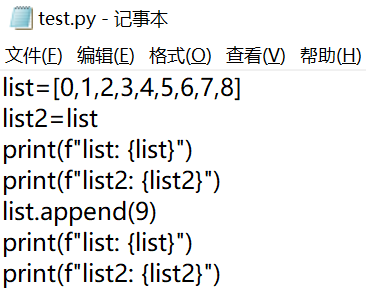 test.py - 记事本
文件(F) 编辑(E) 格式(O) 查看(V) 帮助(H)
list=[0,1,2,3,4,5,6,7,8]
list2=list
print(f"list: {list}")
print(f"list2: {list2}")
list.append(9)
print(f"list: {list}")
print(f"list2: {list2}")